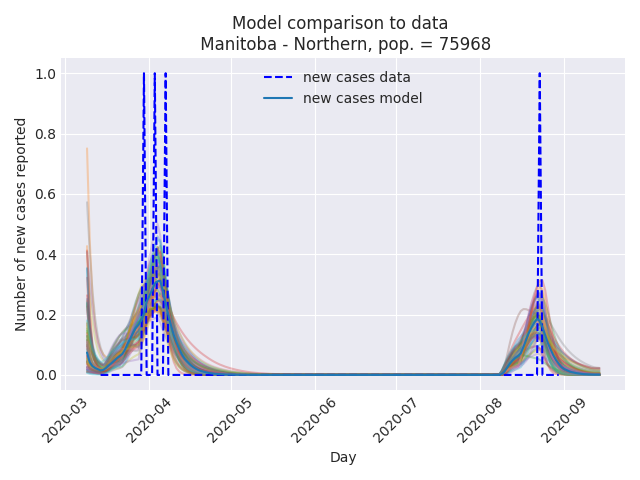 Model comparison to data
Manitoba - Northern, pop. = 75968
new cases data
new cases model
Number of new cases reported
1.0
0.8
0.6
0.4
0.2
0.0
2020-03
2020-04
2020-05
2020-06
2020-07
2020-08
2020-09
Day